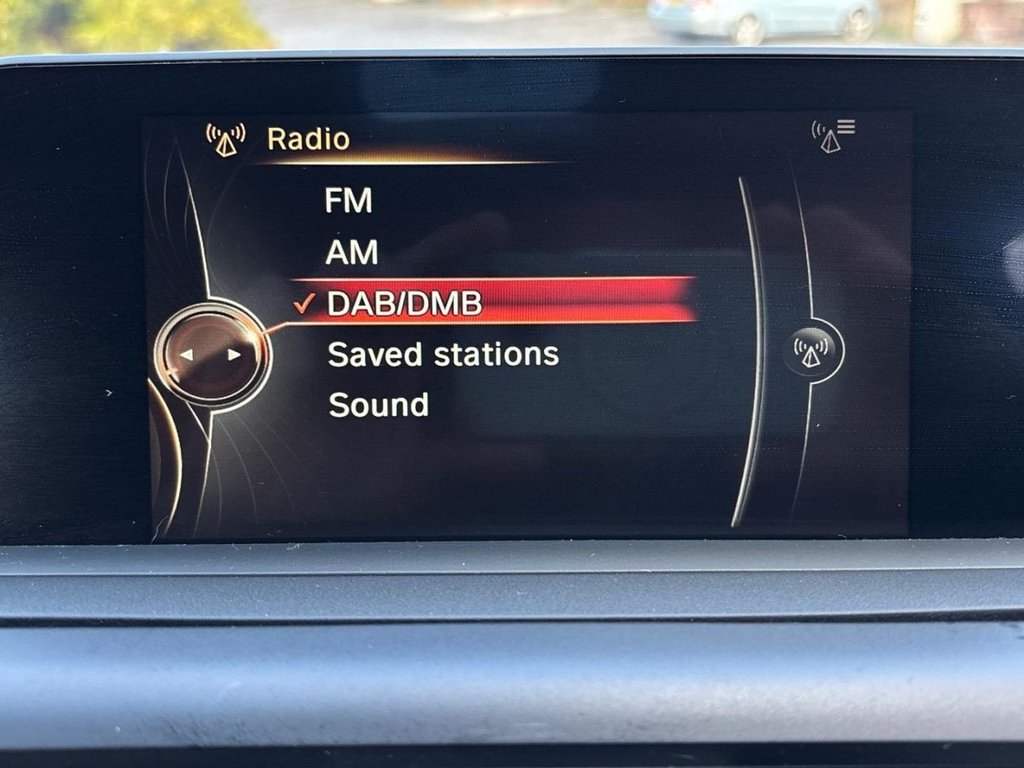 Radio
FM
AM
DAB/DMB
Saved stations
Sound